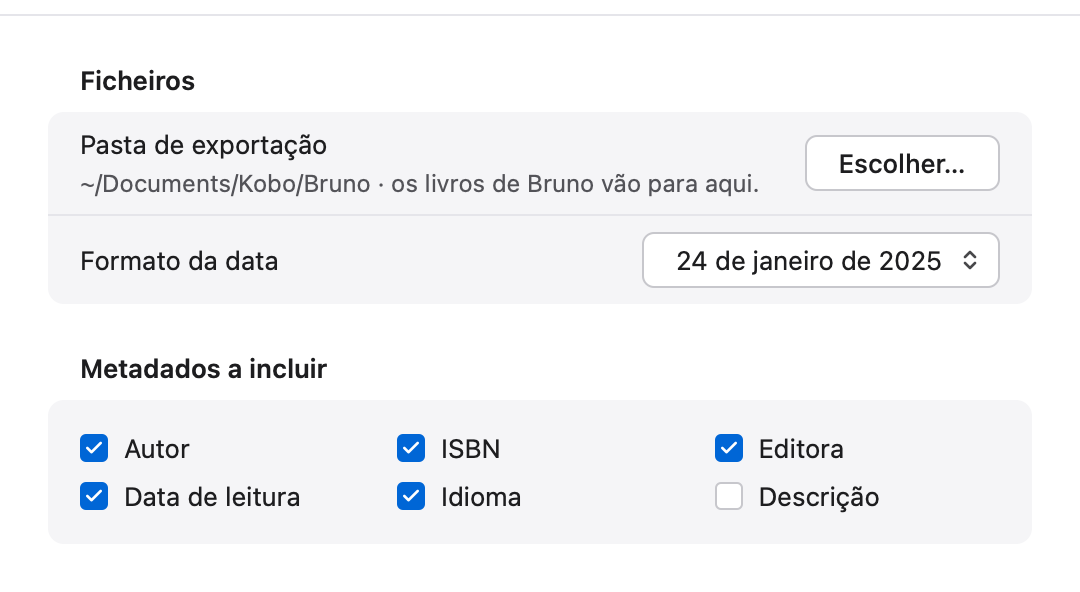 Ficheiros
Pasta de exportação
~/Documents/Kobo/Bruno · os livros de Bruno vão para aqui.
Escolher...
Formato da data
24 de janeiro de 2025
Metadados a incluir
Autor
ISBN
Editora
Data de leitura
Idioma
Descrição